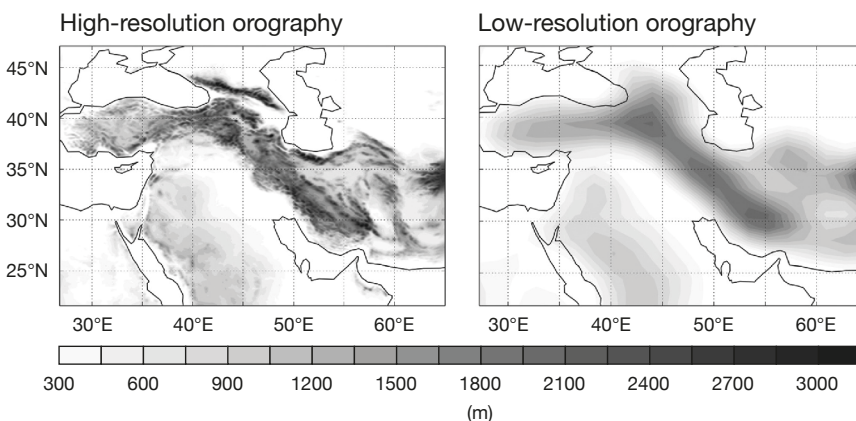 High-resolution orography
Low-resolution orography
45°N
40°N
35°N
30°N
25°N
30°E 40°E 50°E 60°E
30°E 40°E 50°E 60°E
300 600 900 1200 1500 1800 2100 2400 2700 3000
(m)